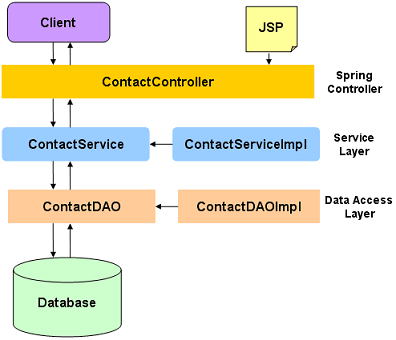 Client
JSP
ContactController
Spring
Controller
ContactService
ContactServiceImpl
Service
Layer
ContactDAO
ContactDAOImpl
Data Access
Layer
Database